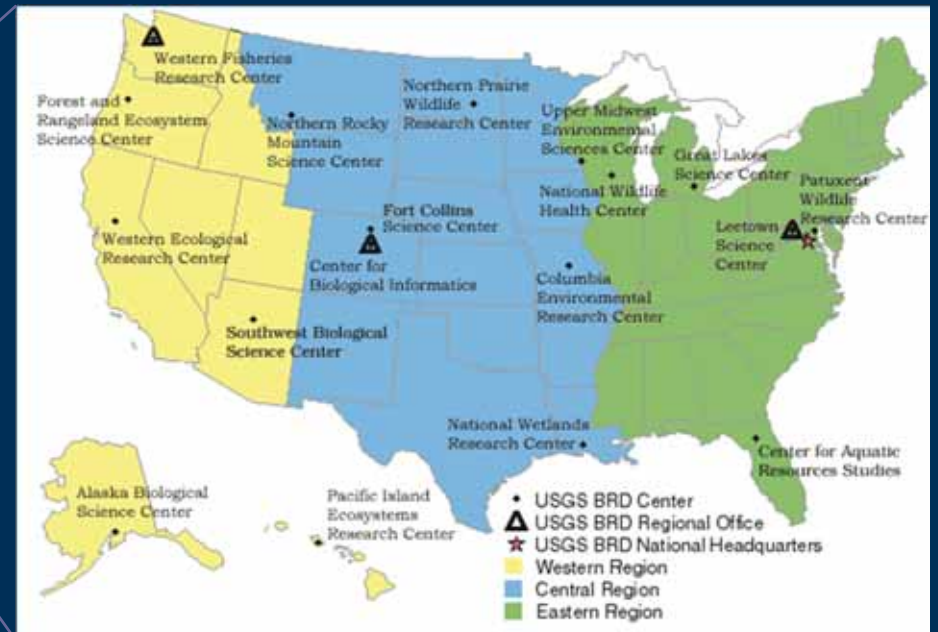 Western Fisheries
Research Center
Forest and
Rangeland Ecosystem
Science Center
Northern Rocky
Mountain
Science Center
Northern Prairie
Wildlife
Research Center
Upper Midwest
Environmental
Sciences Center
Great Lakes
Science Center
National Wildlife
Health Center
Patuxent
Wildlife
Research Center
Leetown
Science
Center
Western Ecological
Research Center
Fort Collins
Science Center
Center for
Biological Informatics
Columbia
Environmental
Research Center
Southwest Biological
Science Center
National Wetlands
Research Center
Center for Aquatic
Resources Studies
Alaska Biological
Science Center
Pacific Island
Ecosystems
Research Center
USGS BRD Center
USGS BRD Regional Office
USGS BRD National Headquarters
Western Region
Central Region
Eastern Region